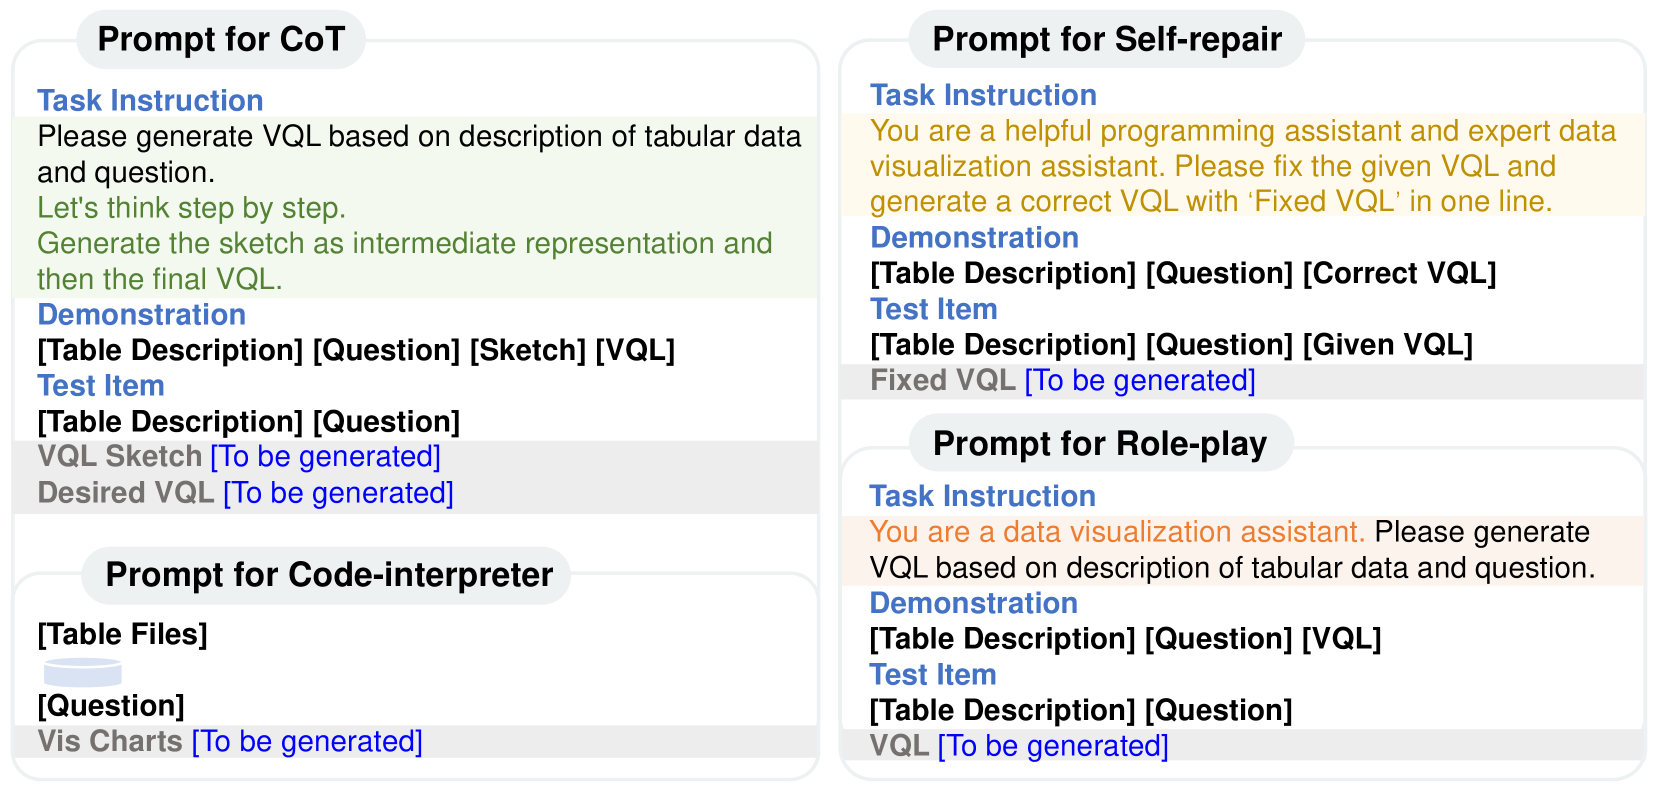 Prompt for CoT
Task Instruction
Please generate VQL based on description of tabular data
and question.
Let's think step by step.
Generate the sketch as intermediate representation and
then the final VQL.
Demonstration
[Table Description] [Question] [Sketch] [VQL]
Test Item
[Table Description] [Question]
VQL Sketch [To be generated]
Desired VQL [To be generated]
Prompt for Code-interpreter
[Table Files]
[Question]
Vis Charts [To be generated]
Prompt for Self-repair
Task Instruction
You are a helpful programming assistant and expert data
visualization assistant. Please fix the given VQL and
generate a correct VQL with ‘Fixed VQL’ in one line.
Demonstration
[Table Description] [Question] [Correct VQL]
Test Item
[Table Description] [Question] [Given VQL]
Fixed VQL [To be generated]
Prompt for Role-play
Task Instruction
You are a data visualization assistant. Please generate
VQL based on description of tabular data and question.
Demonstration
[Table Description] [Question] [VQL]
Test Item
[Table Description] [Question]
VQL [To be generated]